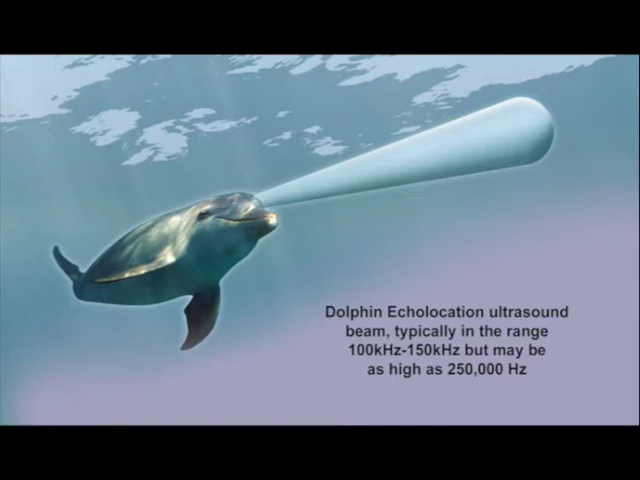 Dolphin Echolocation ultrasound
beam, typically in the range
100kHz-150kHz but may be
as high as 250,000 Hz